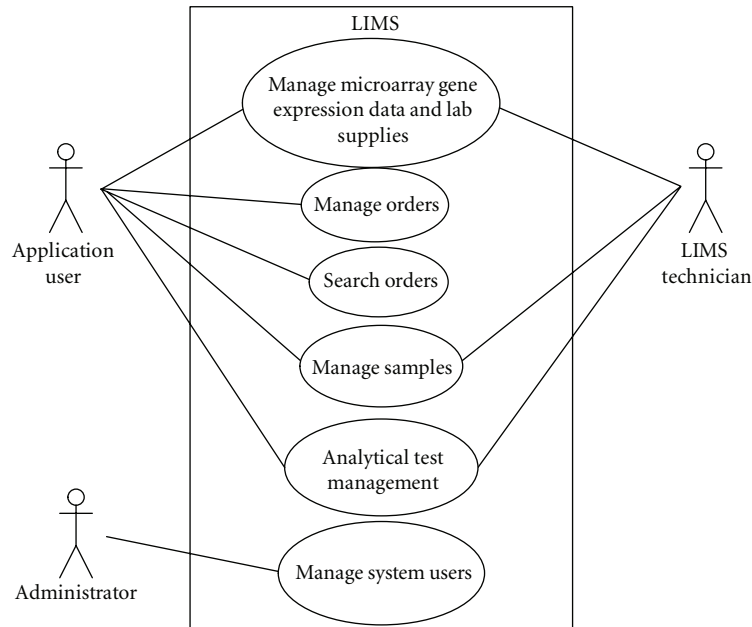 LIMS
Manage microarray gene
expression data and lab
supplies
Manage orders
Application
user
LIMS
technician
Search orders
Manage samples
Analytical test
management
Manage system users
Administrator